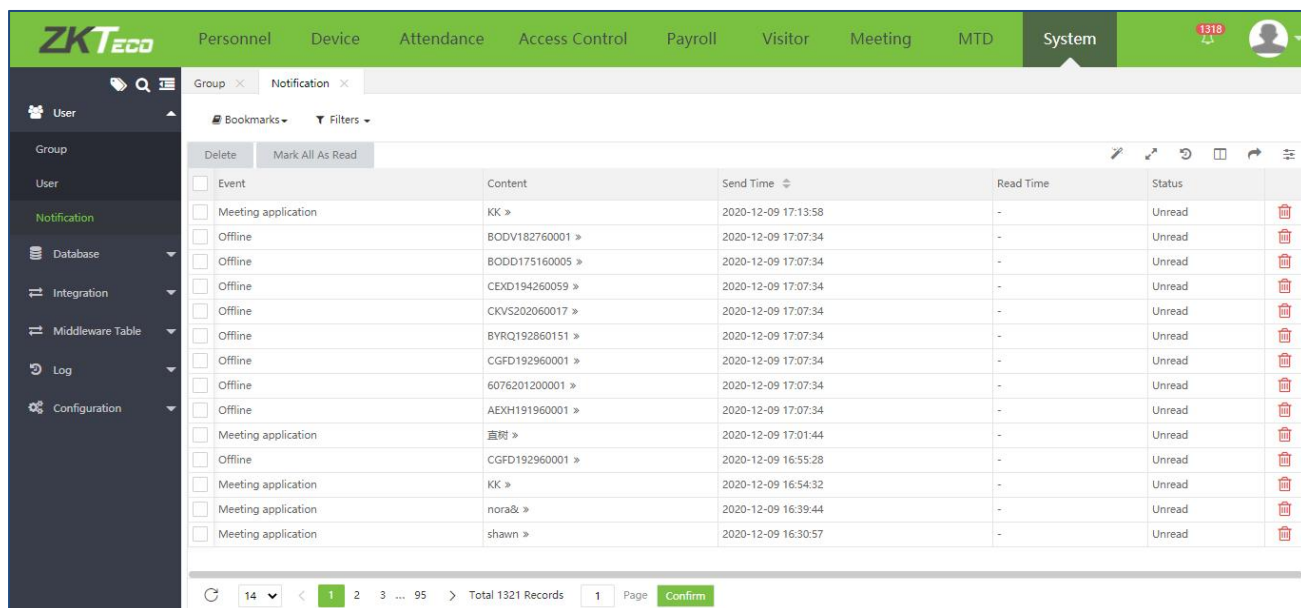 ZKTECO Personnel Device Attendance Access Control Payroll Visitor Meeting MTD System 1318
Group × Notification ×
User
Bookmarks Filters
Group
Delete Mark All As Read
User
Event Content Send Time Read Time Status
Notification
Meeting application KK » 2020-12-09 17:13:58 - Unread
Offline BODV182760001 » 2020-12-09 17:07:34 - Unread
Database
Offline BODD175160005 » 2020-12-09 17:07:34 - Unread
Integration
Offline CEXD194260059 » 2020-12-09 17:07:34 - Unread
Offline CKVS202060017 » 2020-12-09 17:07:34 - Unread
Middleware Table
Offline BYRQ192860151 » 2020-12-09 17:07:34 - Unread
Log
Offline CGFD192960001 » 2020-12-09 17:07:34 - Unread
Offline 6076201200001 » 2020-12-09 17:07:34 - Unread
Configuration
Offline AEXH191960001 » 2020-12-09 17:07:34 - Unread
Meeting application 直树 » 2020-12-09 17:01:44 - Unread
Offline CGFD192960001 » 2020-12-09 16:55:28 - Unread
Meeting application KK » 2020-12-09 16:54:32 - Unread
Meeting application nora& » 2020-12-09 16:39:44 - Unread
Meeting application shawn » 2020-12-09 16:30:57 - Unread
14 < 1 2 3 ... 95 > Total 1321 Records 1 Page Confirm